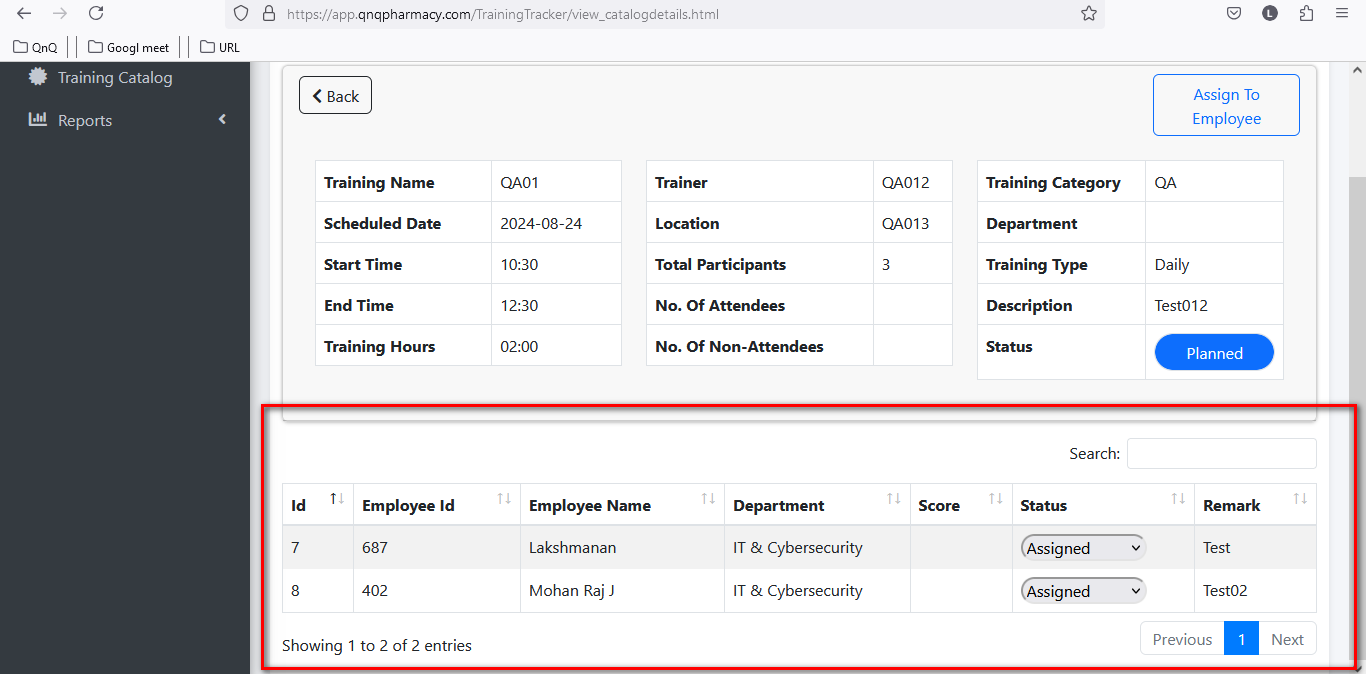 https://app.qnqpharmacy.com/TrainingTracker/view_catalogdetails.html
L
QnQ Googl meet URL
Training Catalog
Reports
Back
Assign To
Employee
Training Name QA01
Scheduled Date 2024-08-24
Start Time 10:30
End Time 12:30
Training Hours 02:00
Trainer QA012
Location QA013
Total Participants 3
No. Of Attendees
No. Of Non-Attendees
Training Category QA
Department
Training Type Daily
Description Test012
Status Planned
Search:
Id Employee Id Employee Name Department Score Status Remark
7 687 Lakshmanan IT & Cybersecurity Assigned Test
8 402 Mohan Raj J IT & Cybersecurity Assigned Test02
Showing 1 to 2 of 2 entries
Previous 1 Next